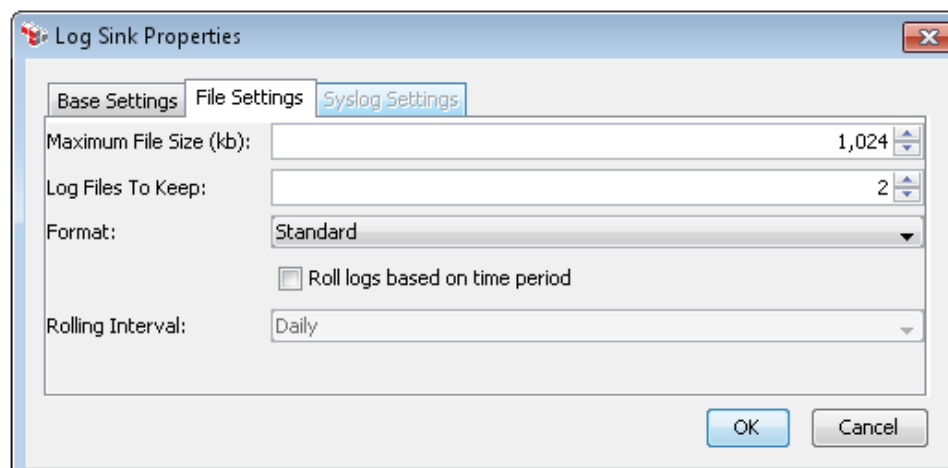 Log Sink Properties
Base Settings File Settings Syslog Settings
Maximum File Size (kb): 1,024
Log Files To Keep: 2
Format: Standard
Roll logs based on time period
Rolling Interval: Daily
OK Cancel